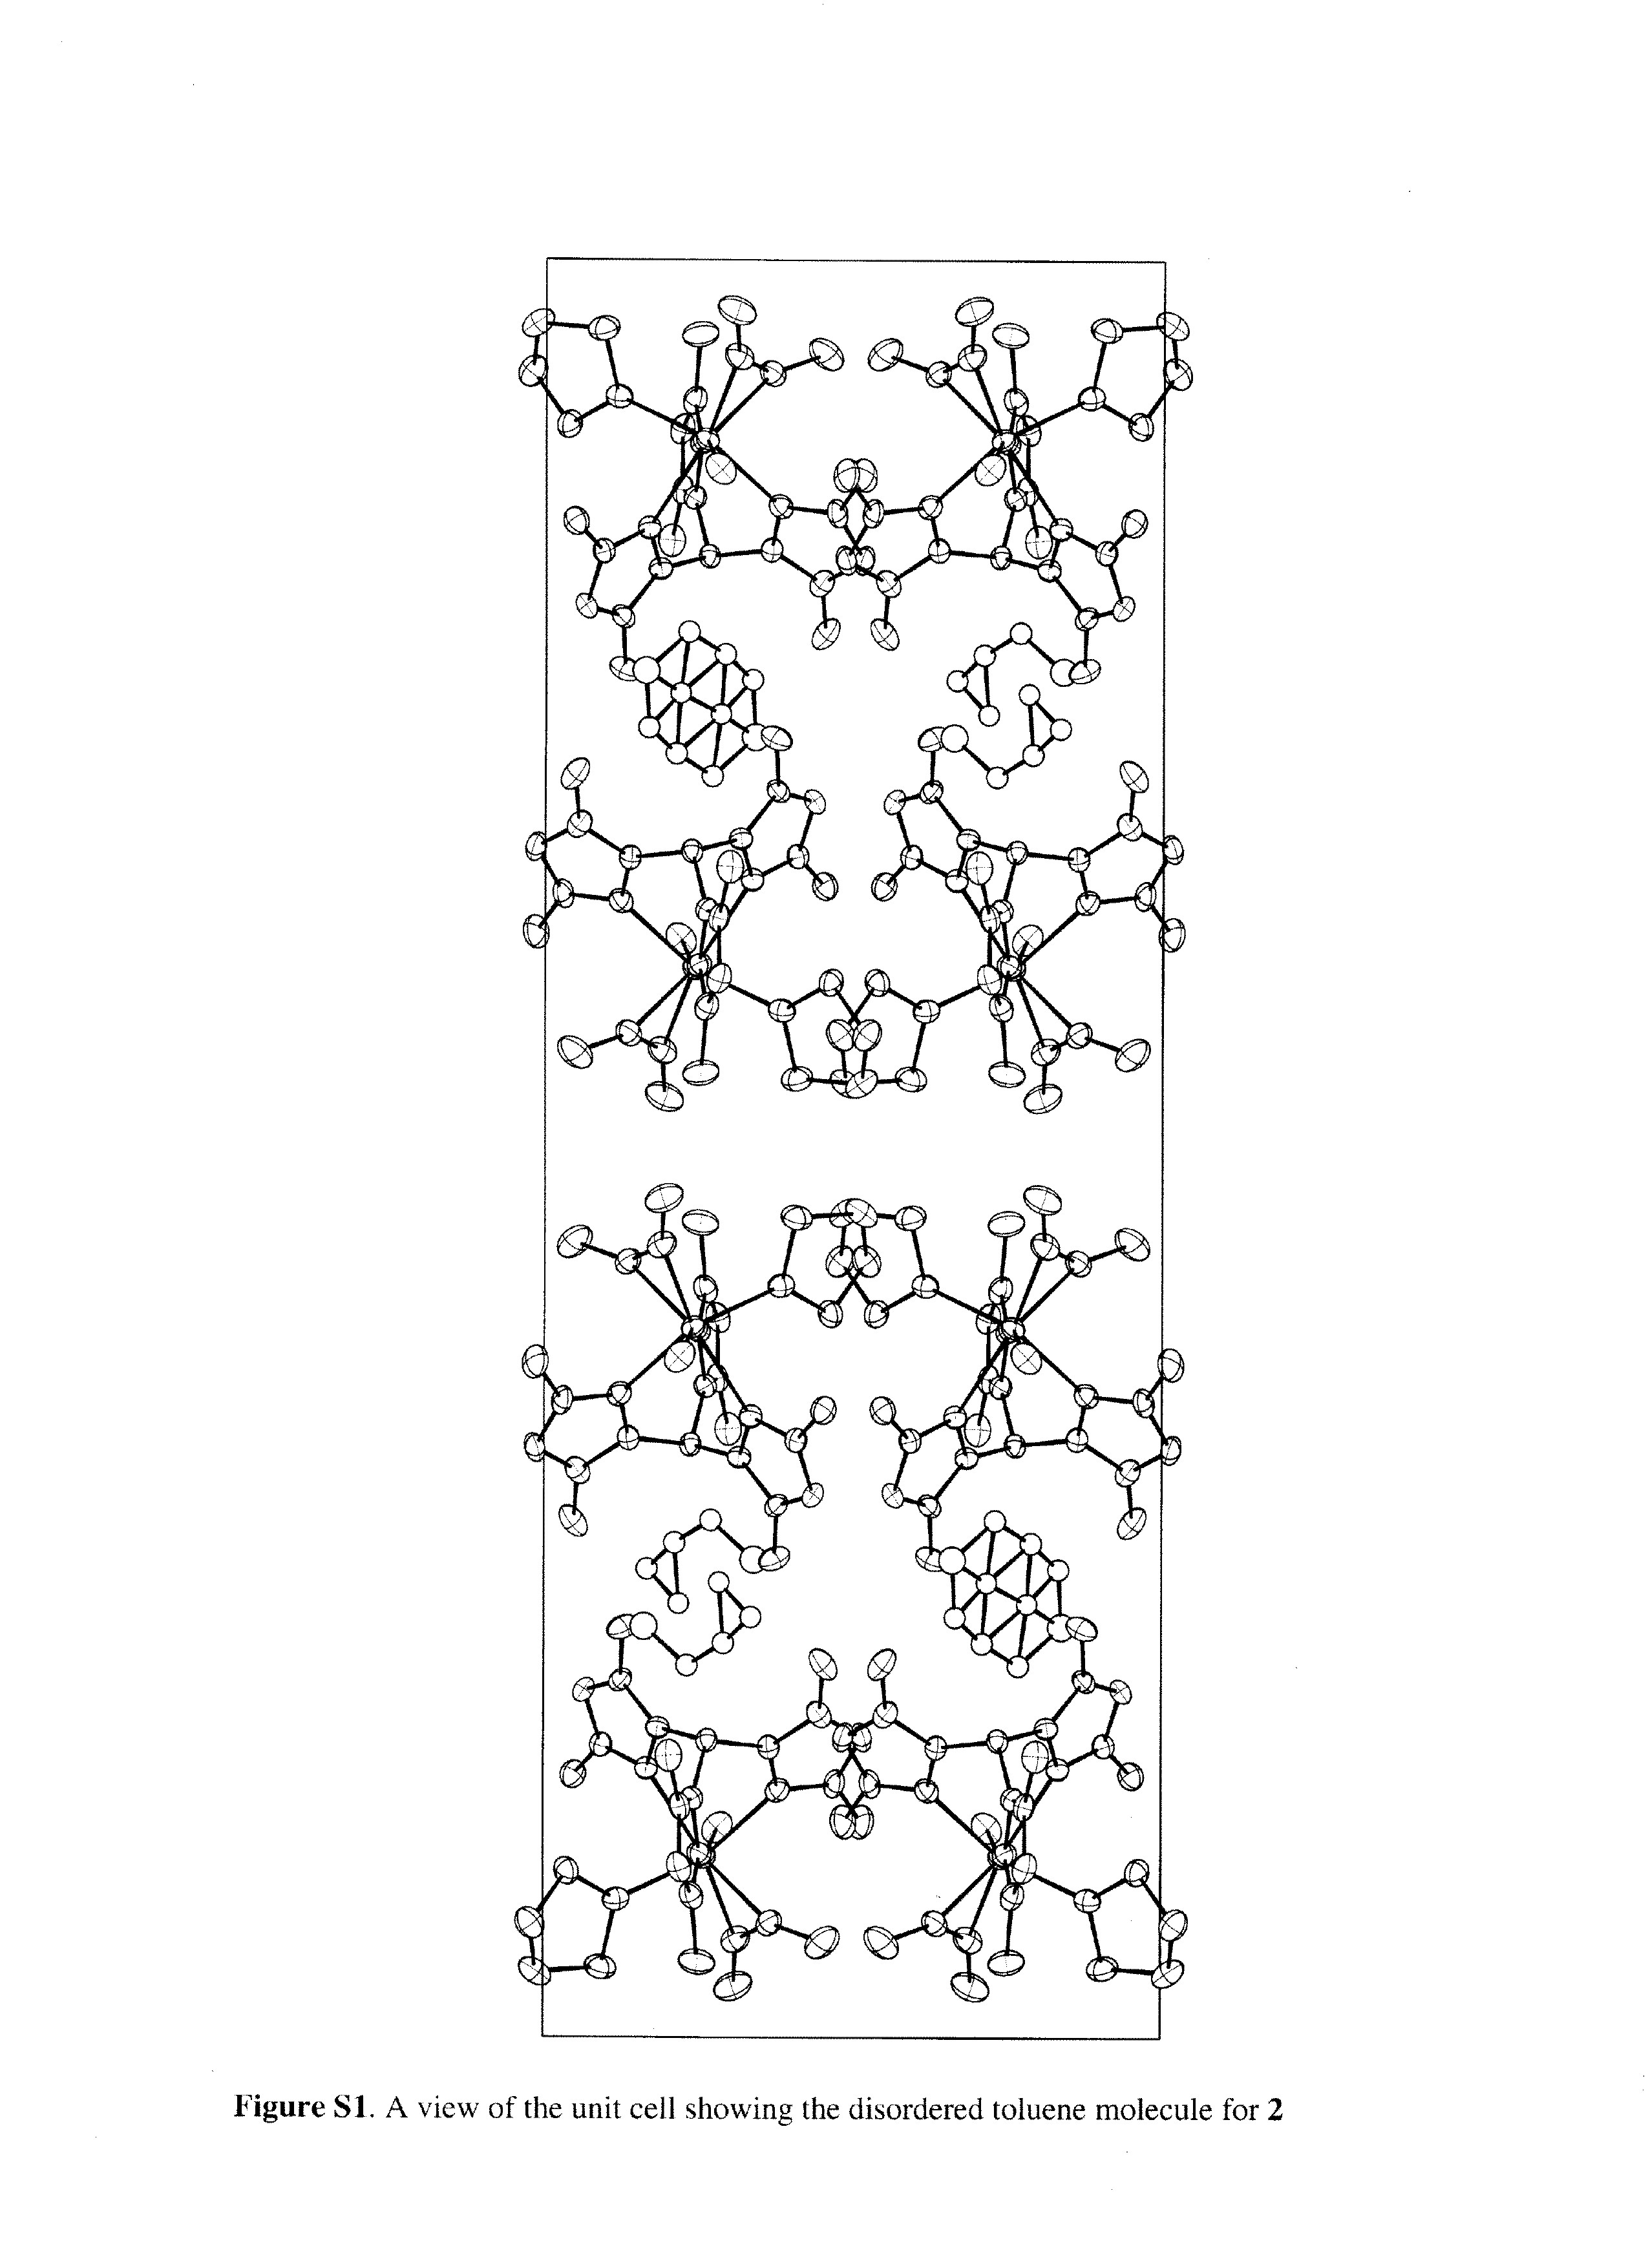 Figure S1. A view of the unit cell showing the disordered toluene molecule for 2